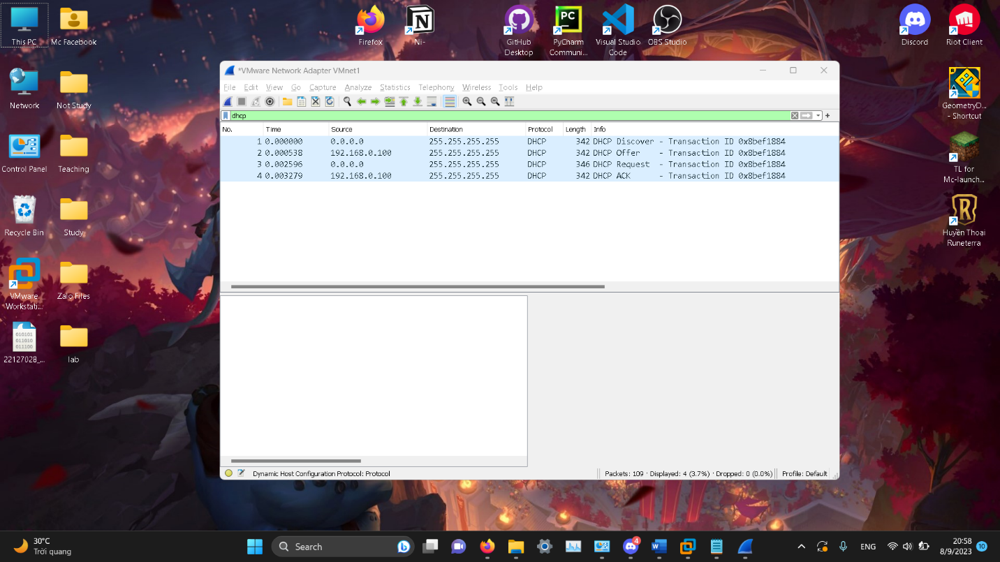 This PC
Mc Facebook
Firefox
Ni-
GitHub
Desktop
PC
PyCharm
Communi...
Visual Studio
Code
OBS Studio
Discord
Riot Client
Network
Not Study
GeometryD...
- Shortcut
Control Panel
Teaching
TL for
Mc-launch...
Recycle Bin
Study
Huyền Thoại
Runeterra
VMware
Workstati...
Zalo Files
010101
011010
011100
22127028_...
lab
*VMware Network Adapter VMnet1
File Edit View Go Capture Analyze Statistics Telephony Wireless Tools Help
dhcp
No. Time Source Destination Protocol Length Info
1 0.000000 0.0.0.0 255.255.255.255 DHCP 342 DHCP Discover - Transaction ID 0x8bef1884
2 0.000538 192.168.0.100 255.255.255.255 DHCP 342 DHCP Offer - Transaction ID 0x8bef1884
3 0.002596 0.0.0.0 255.255.255.255 DHCP 346 DHCP Request - Transaction ID 0x8bef1884
4 0.003279 192.168.0.100 255.255.255.255 DHCP 342 DHCP ACK - Transaction ID 0x8bef1884
Dynamic Host Configuration Protocol: Protocol
Packets: 109 · Displayed: 4 (3.7%) · Dropped: 0 (0.0%)
Profile: Default
30°C
Trời quang
Search
4
ENG
20:58
8/9/2023
10